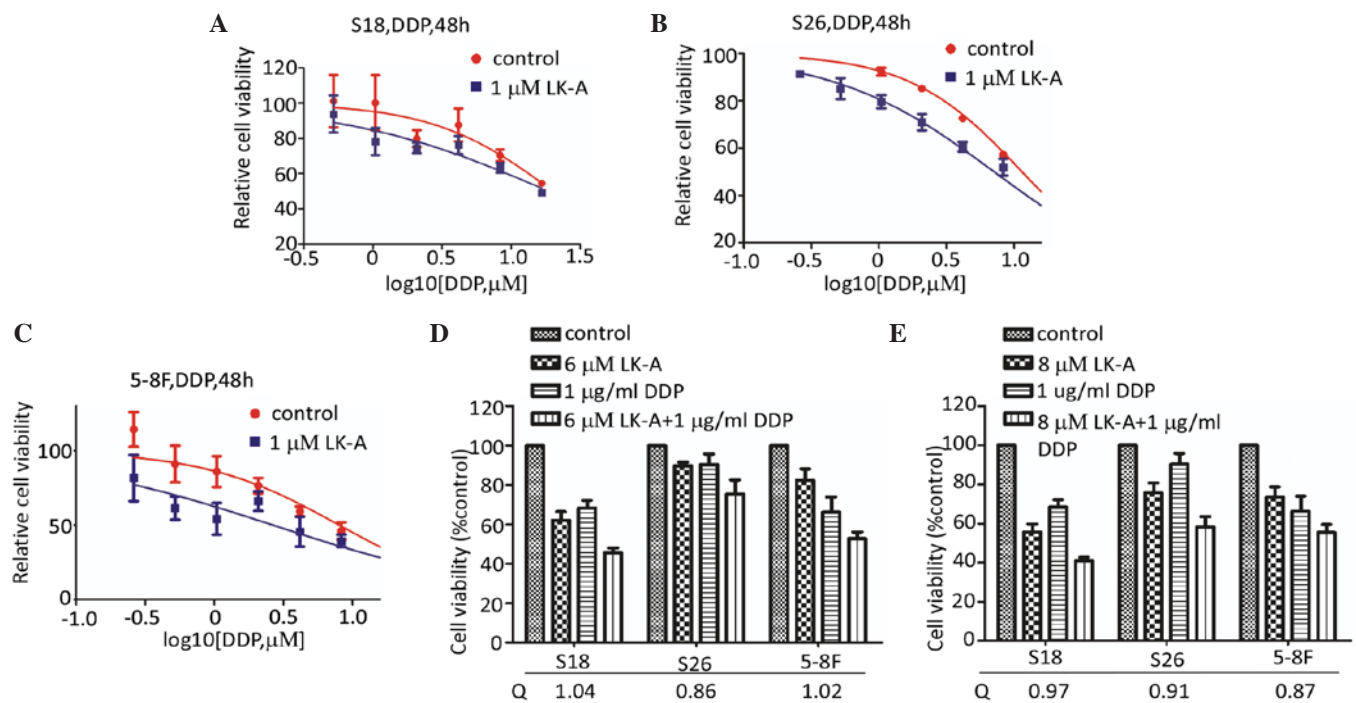 A
S18,DDP,48h
control
1 μM LK-A
Relative cell viability
120
100
80
60
40
20
-0.5
0
0.5
1.0
1.5
log10[DDP,μM]
B
S26,DDP,48h
control
1 μM LK-A
Relative cell viability
100
80
60
40
20
-1.0
-0.5
0
0.5
1.0
log10[DDP,μM]
C
5-8F,DDP,48h
control
1 μM LK-A
Relative cell viability
100
50
0
-1.0
-0.5
0
0.5
1.0
log10[DDP,μM]
D
control
6 μM LK-A
1 μg/ml DDP
6 μM LK-A+1 μg/ml DDP
Cell viability (%control)
120
100
80
60
40
20
0
S18 S26 5-8F
Q 1.04 0.86 1.02
E
control
8 μM LK-A
1 ug/ml DDP
8 μM LK-A+1 μg/ml
DDP
Cell viability (%control)
120
100
80
60
40
20
0
S18 S26 5-8F
Q 0.97 0.91 0.87